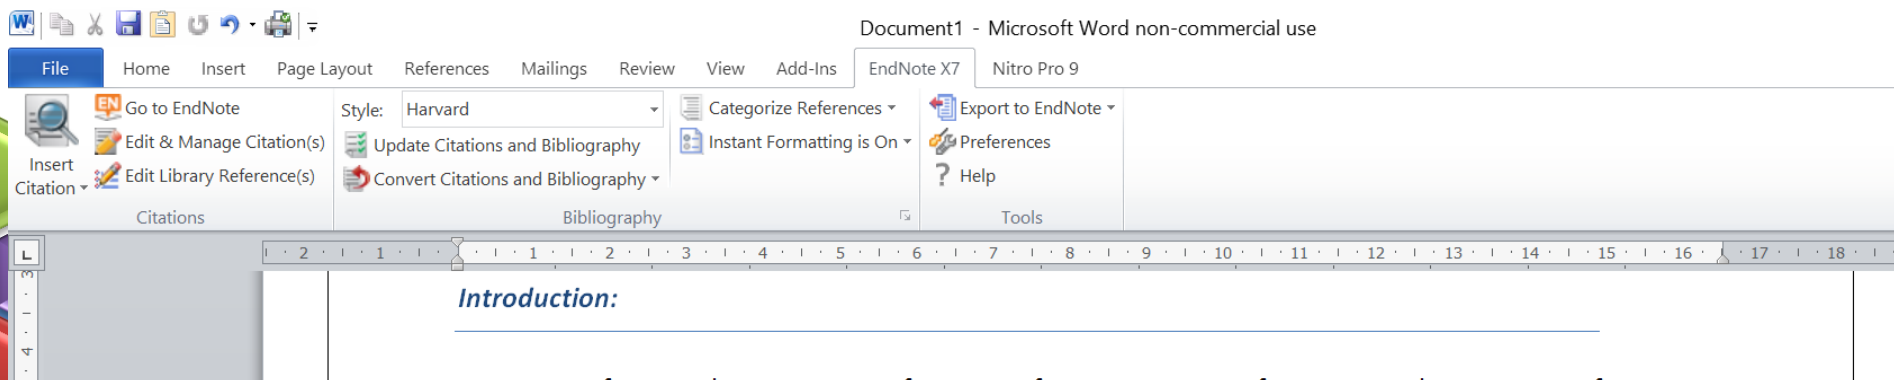 Document1 - Microsoft Word non-commercial use
File Home Insert Page Layout References Mailings Review View Add-Ins EndNote X7 Nitro Pro 9
Insert Citation
Go to EndNote
Edit & Manage Citation(s)
Edit Library Reference(s)
Citations
Style: Harvard
Update Citations and Bibliography
Convert Citations and Bibliography
Categorize References
Instant Formatting is On
Bibliography
Export to EndNote
Preferences
? Help
Tools
L
2 1 1 2 3 4 5 6 7 8 9 10 11 12 13 14 15 16 17 18
3
4
Introduction: